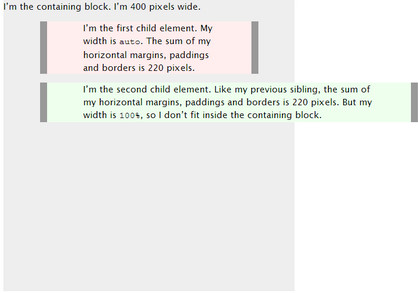 I'm the containing block. I'm 400 pixels wide.
I'm the first child element. My
width is auto. The sum of my
horizontal margins, paddings
and borders is 220 pixels.
I'm the second child element. Like my previous sibling, the sum of
my horizontal margins, paddings and borders is 220 pixels. But my
width is 100%, so I don't fit inside the containing block.